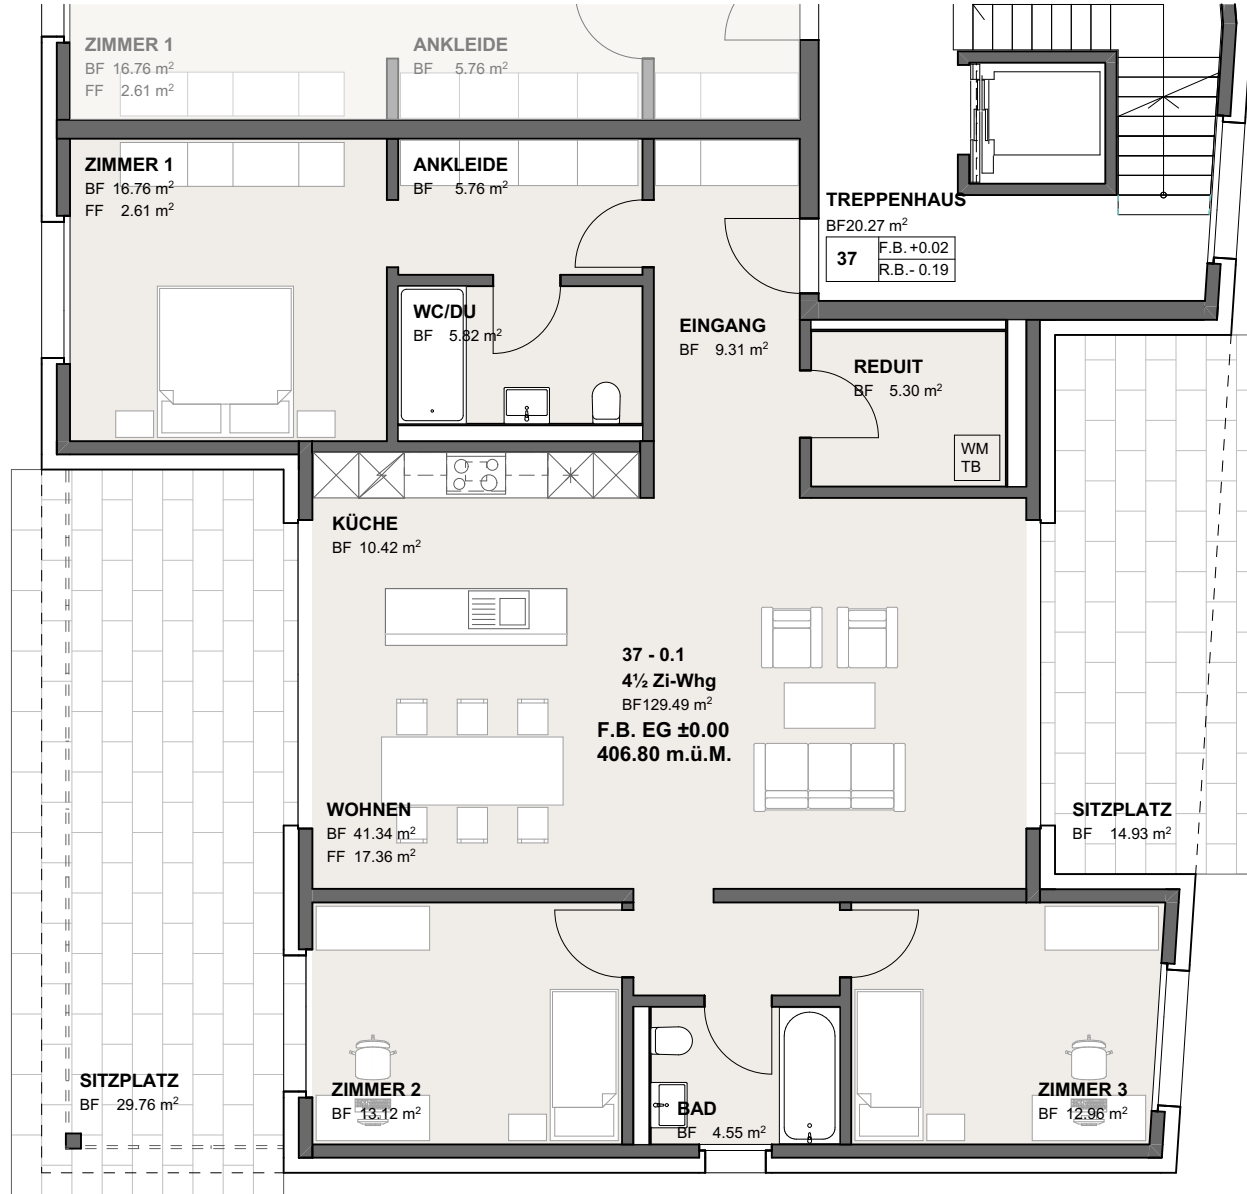 ZIMMER 1
BF 16.76 m²
FF 2.61 m²
ANKLEIDE
BF 5.76 m²
ZIMMER 1
BF 16.76 m²
FF 2.61 m²
ANKLEIDE
BF 5.76 m²
TREPPENHAUS
BF20.27 m²
37
F.B. +0.02
R.B.- 0.19
WC/DU
BF 5.82 m²
EINGANG
BF 9.31 m²
REDUIT
BF 5.30 m²
WM
TB
KÜCHE
BF 10.42 m²
37 - 0.1
4½ Zi-Whg
BF129.49 m²
F.B. EG ±0.00
406.80 m.ü.M.
WOHNEN
BF 41.34 m²
FF 17.36 m²
SITZPLATZ
BF 14.93 m²
SITZPLATZ
BF 29.76 m²
ZIMMER 2
BF 13.12 m²
BAD
BF 4.55 m²
ZIMMER 3
BF 12.96 m²